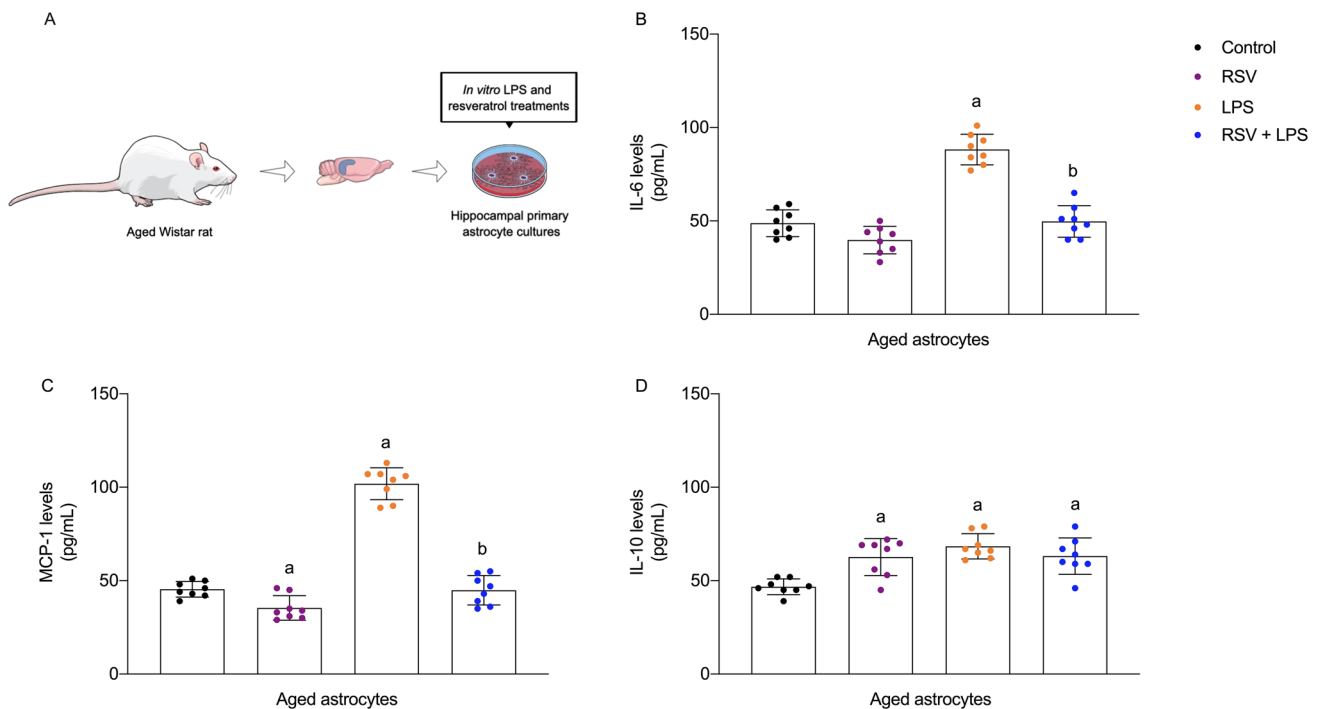 A
In vitro LPS and
resveratrol treatments
Aged Wistar rat
Hippocampal primary
astrocyte cultures
B
150
100
50
0
IL-6 levels
(pg/mL)
a
b
Aged astrocytes
Control
RSV
LPS
RSV + LPS
C
150
100
50
0
MCP-1 levels
(pg/mL)
a
a
b
Aged astrocytes
D
150
100
50
0
IL-10 levels
(pg/mL)
a
a
a
Aged astrocytes